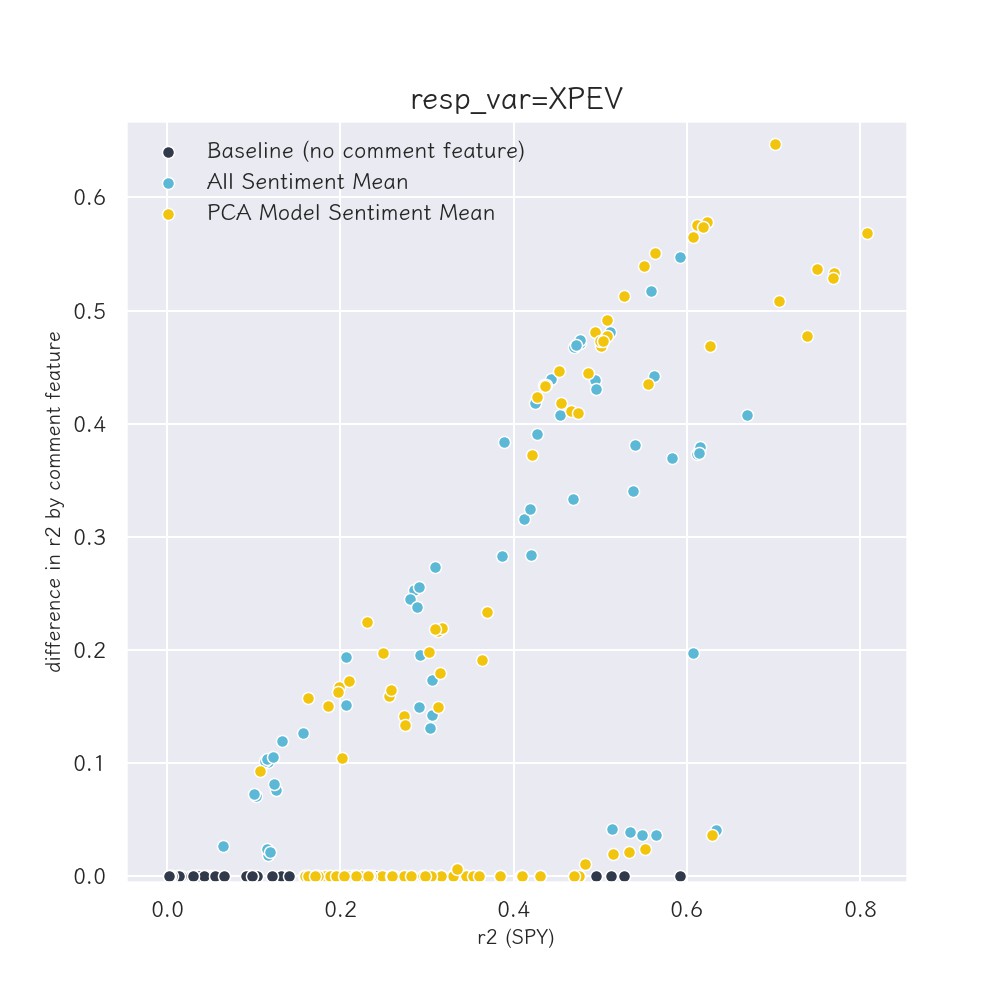 resp_var=XPEV
Baseline (no comment feature)
All Sentiment Mean
PCA Model Sentiment Mean
difference in r2 by comment feature
0.6
0.5
0.4
0.3
0.2
0.1
0.0
0.0 0.2 0.4 0.6 0.8
r2 (SPY)